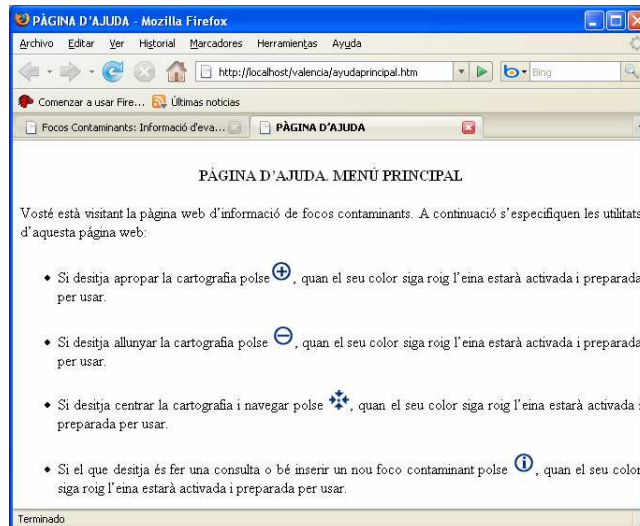 PÀGINA D'AJUDA - Mozilla Firefox
Archivo Editar Ver Historial Marcadores Herramientas Ayuda
http://localhost/valencia/ayudaprincipal.htm Bing
Comenzar a usar Fire... Últimas noticias
Focos Contaminants: Informació d'eva... PÀGINA D'AJUDA
PÀGINA D'AJUDA. MENÚ PRINCIPAL
Vosté està visitant la pàgina web d'informació de focos contaminants. A continuació s'especifiquen les utilitats
d'aquesta página web:
Si desitja apropar la cartografia polse , quan el seu color siga roig l'eina estarà activada i preparada
per usar.
Si desitja allunyar la cartografia polse , quan el seu color siga roig l'eina estarà activada i preparada
per usar.
Si desitja centrar la cartografia i navegar polse , quan el seu color siga roig l'eina estarà activada i
preparada per usar.
Si el que desitja és fer una consulta o bé inserir un nou foco contaminant polse , quan el seu color
siga roig l'eina estarà activada i preparada per usar.
Terminado